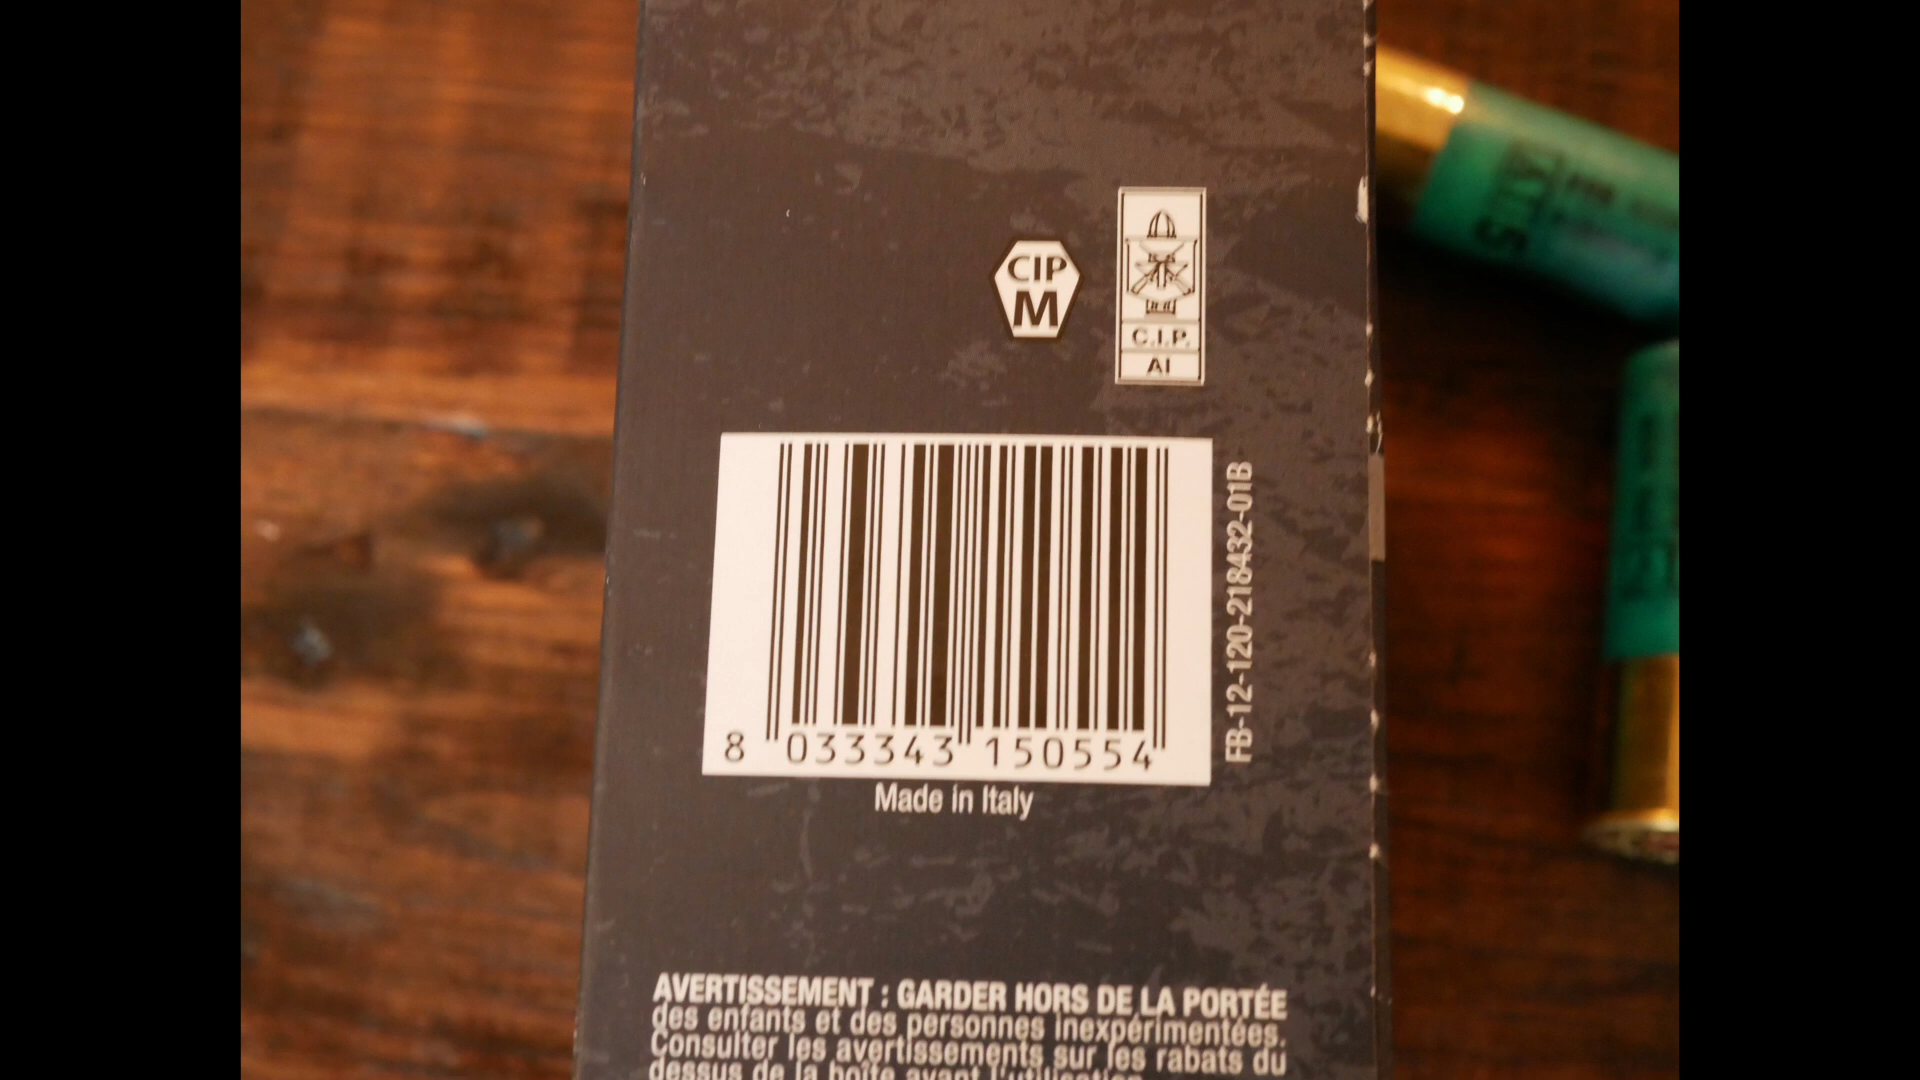 CIP
M
C.I.P.
AI
8 033343 150554
FB-12-120-218432-01B
Made in Italy
AVERTISSEMENT : GARDER HORS DE LA PORTÉE
des enfants et des personnes inexpérimentées.
Consulter les avertissements sur les rabats du
dessus de la boîte avant l'utilisation.